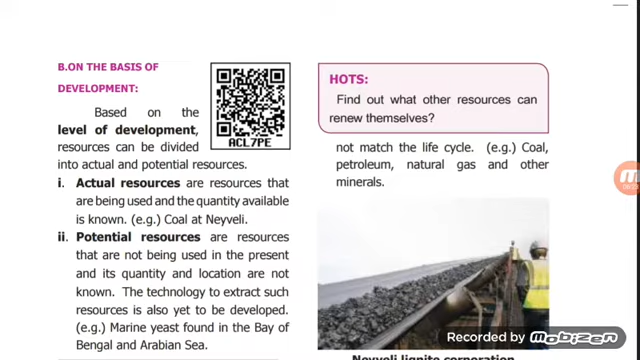 B.ON THE BASIS OF
DEVELOPMENT:
ACL7PE
Based on the
level of development,
resources can be divided
into actual and potential resources.
i. Actual resources are resources that
are being used and the quantity available
is known. (e.g.) Coal at Neyveli.
ii. Potential resources are resources
that are not being used in the present
and its quantity and location are not
known. The technology to extract such
resources is also yet to be developed.
(e.g.) Marine yeast found in the Bay of
Bengal and Arabian Sea.
HOTS:
Find out what other resources can
renew themselves?
not match the life cycle. (e.g.) Coal,
petroleum, natural gas and other
minerals.
Neyveli lignite corporation
Recorded by mobizen